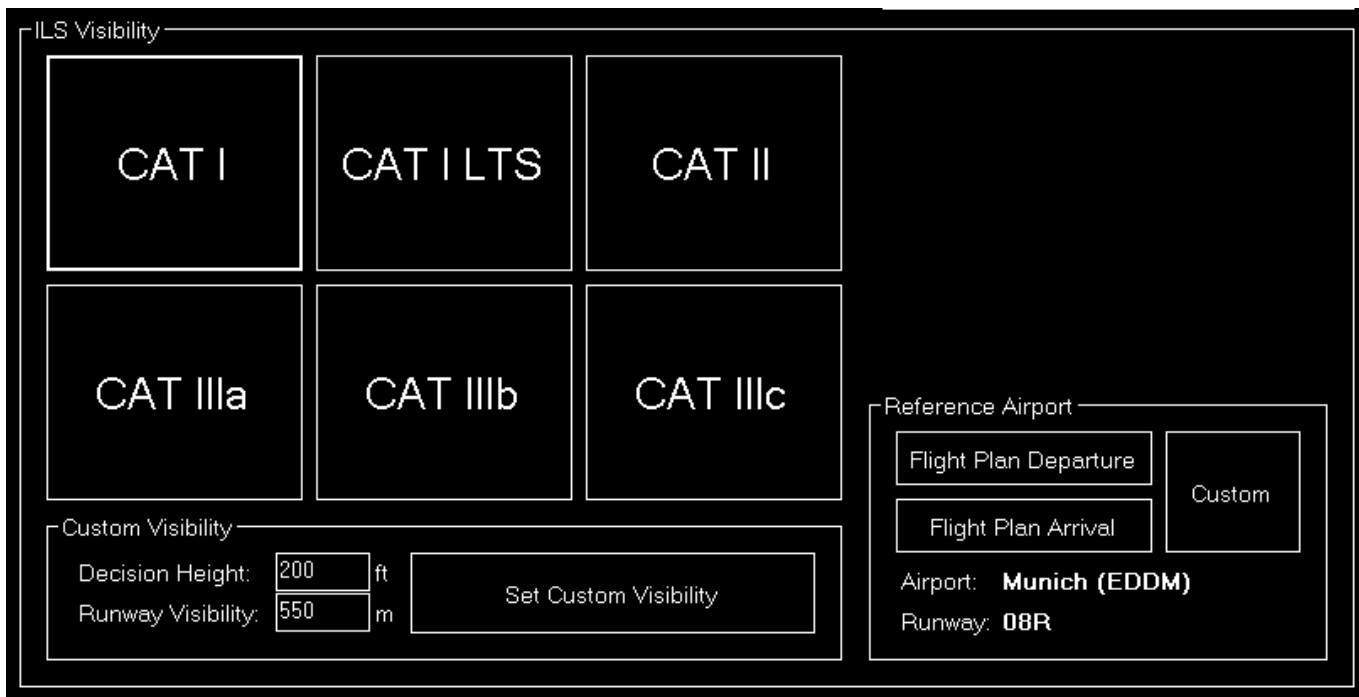 ILS Visibility
CAT I
CAT I LTS
CAT II
CAT IIIa
CAT IIIb
CAT IIIc
Custom Visibility
Decision Height: 200 ft
Runway Visibility: 550 m
Set Custom Visibility
Reference Airport
Flight Plan Departure
Flight Plan Arrival
Custom
Airport: Munich (EDDM)
Runway: 08R